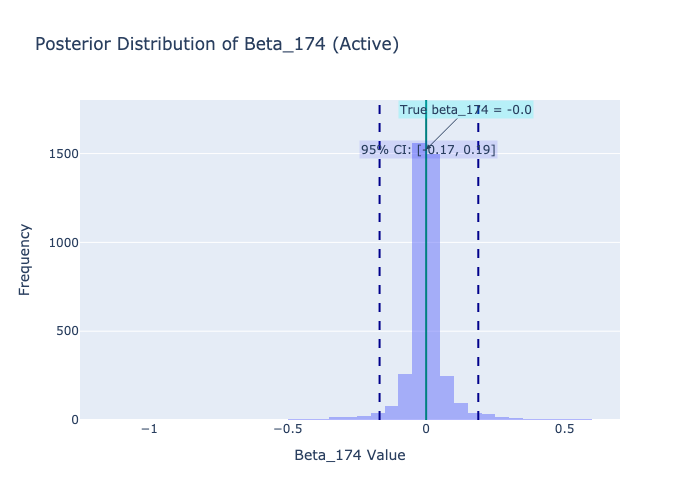 Posterior Distribution of Beta_174 (Active)
True beta_174 = -0.0
95% CI: [-0.17, 0.19]
1500
1000
500
0
Frequency
−1
−0.5
0
0.5
Beta_174 Value